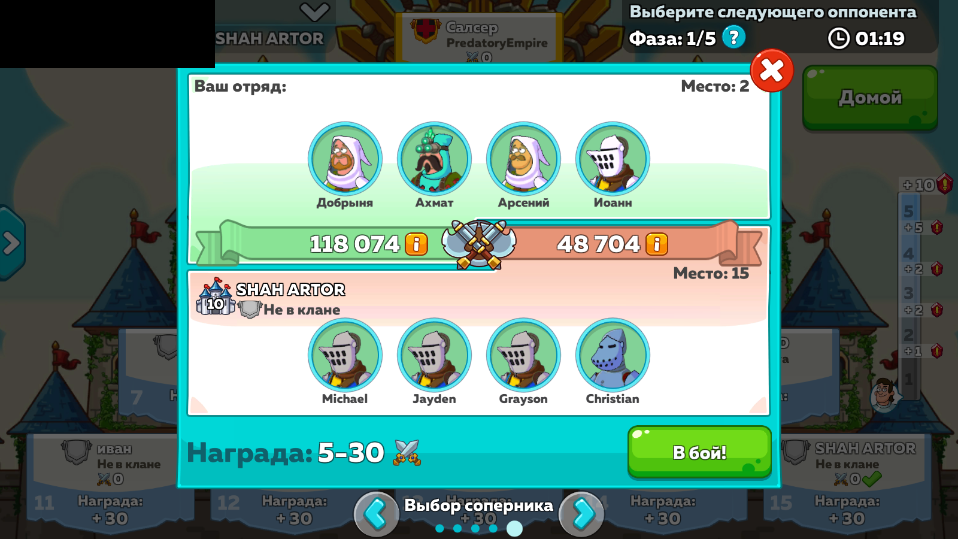 Выберите следующего оппонента
SHAH ARTOR
Салсер
PredatoryEmpire
0
Фаза: 1/5 ?
01:19
Ваш отряд:
Место: 2
Домой
Добрыня
Ахмат
Арсений
Иоанн
+10
5
+5
118 074 i
48 704 i
4
+2
Место: 15
10
SHAH ARTOR
Не в клане
3
+2
2
+1
1
Michael
Jayden
Grayson
Christian
7
иван
Не в клане
0
Награда: 5-30
В бой!
SHAH ARTOR
Не в клане
0
11
Награда:
+30
12
Награда:
+30
Выбор соперника
Награда:
+30
15
Награда:
+30